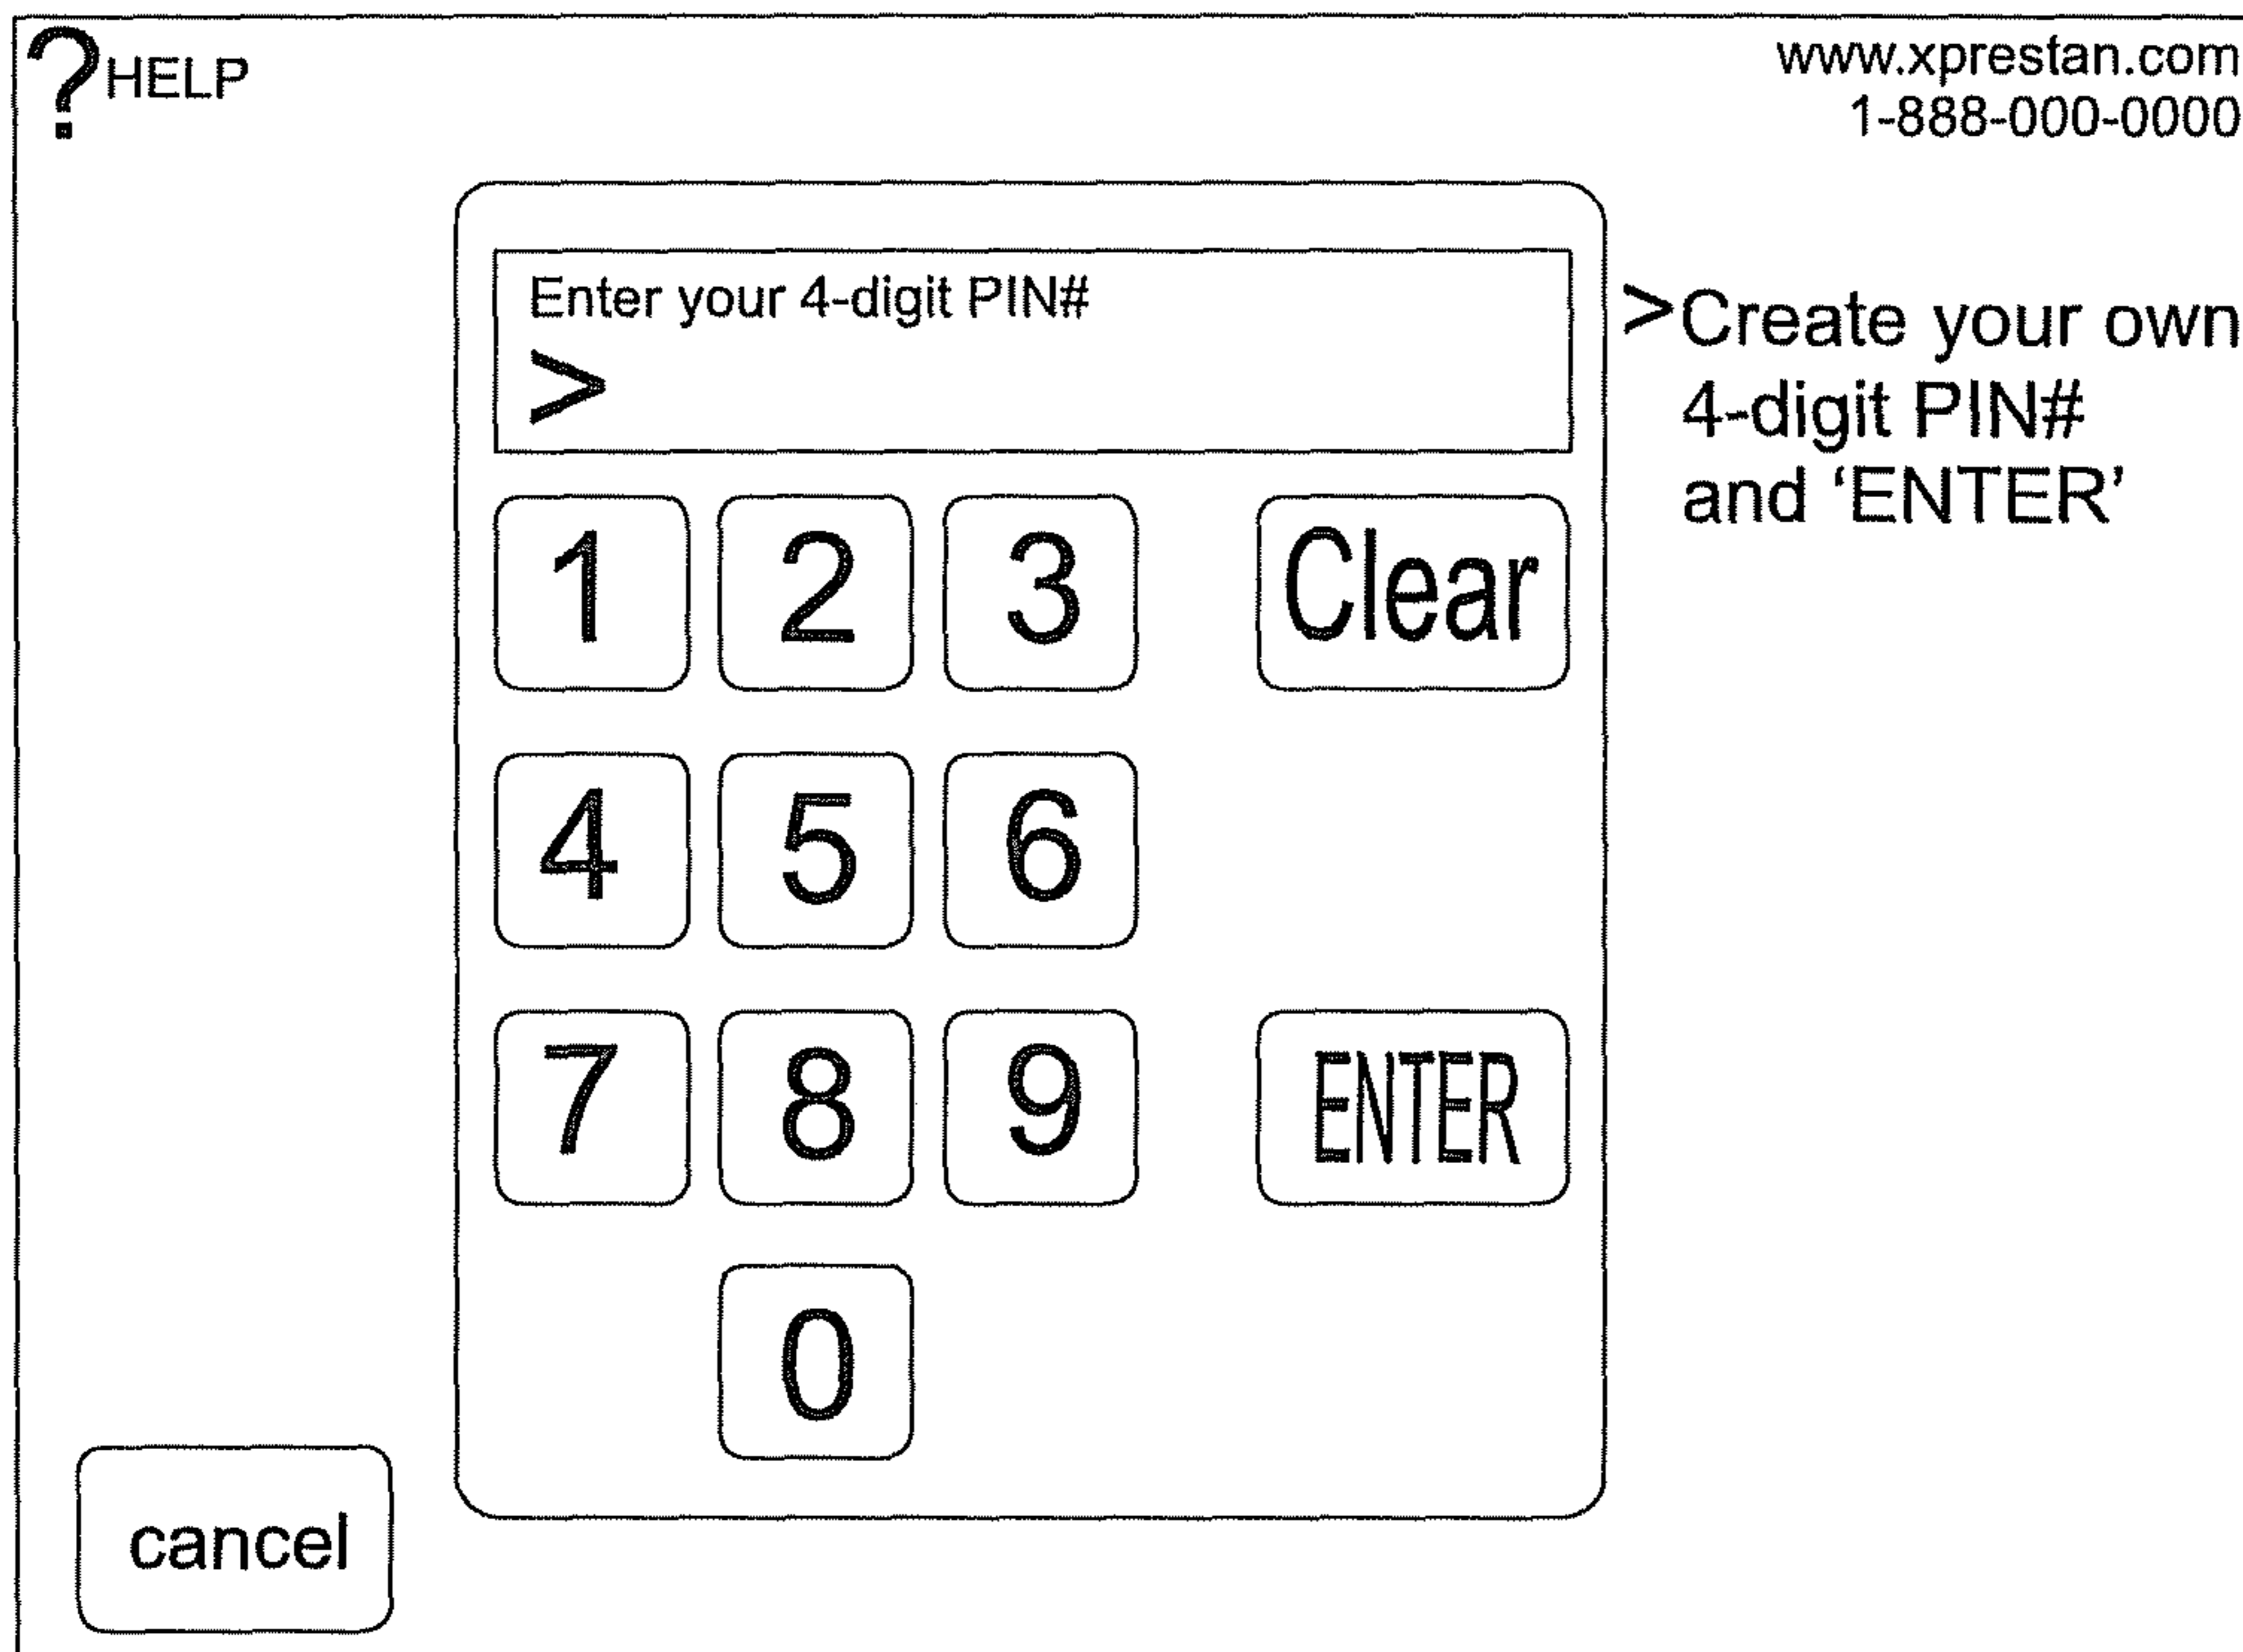 ?HELP
www.xprestan.com
1-888-000-0000
Enter your 4-digit PIN#
>
>Create your own
4-digit PIN#
and ‘ENTER’
1 2 3 Clear
4 5 6
7 8 9 ENTER
0
cancel